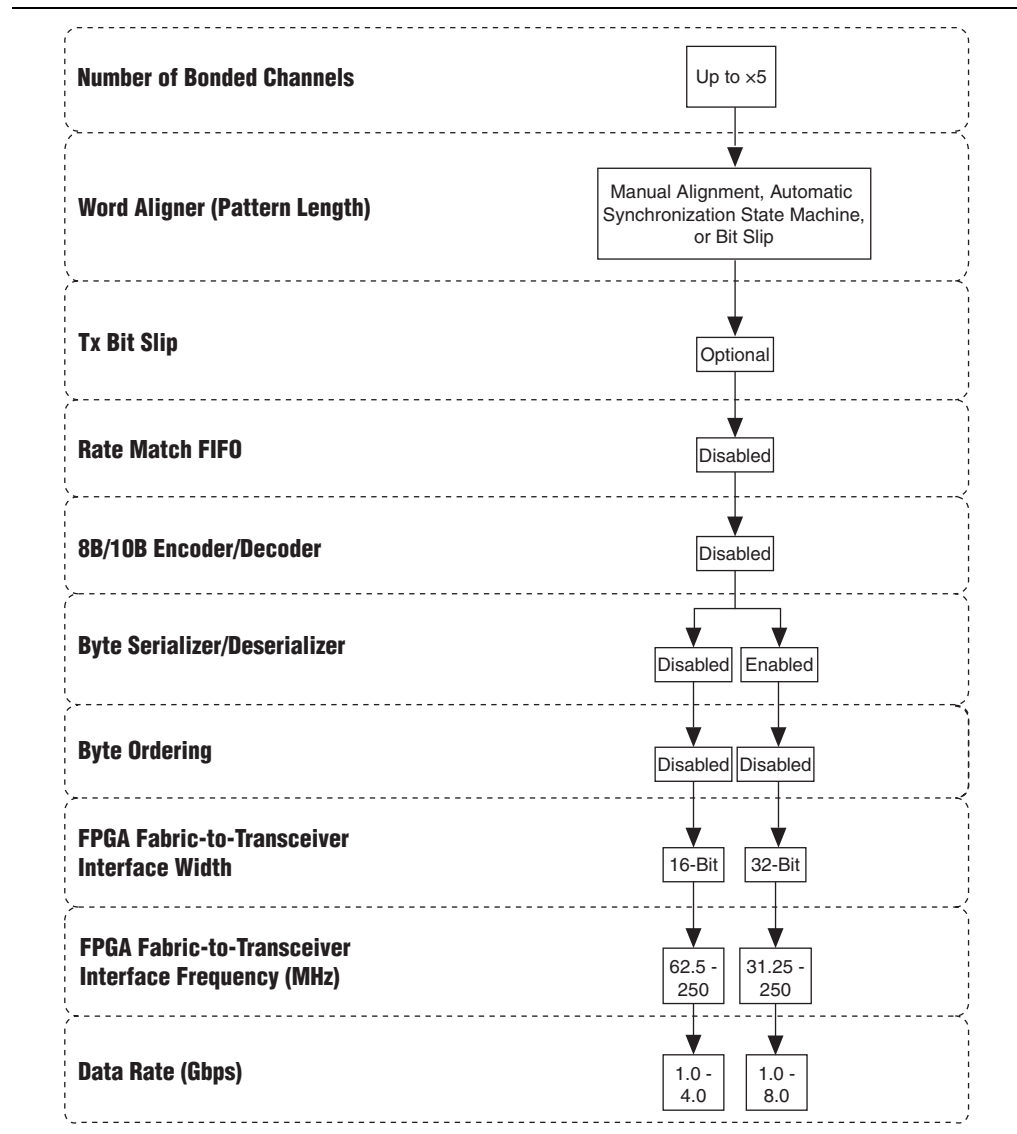 Number of Bonded Channels
Up to ×5
Word Aligner (Pattern Length)
Manual Alignment, Automatic
Synchronization State Machine,
or Bit Slip
Tx Bit Slip
Optional
Rate Match FIFO
Disabled
8B/10B Encoder/Decoder
Disabled
Byte Serializer/Deserializer
Disabled
Enabled
Byte Ordering
Disabled
Disabled
FPGA Fabric-to-Transceiver
Interface Width
16-Bit
32-Bit
FPGA Fabric-to-Transceiver
Interface Frequency (MHz)
62.5 -
250
31.25 -
250
Data Rate (Gbps)
1.0 -
4.0
1.0 -
8.0